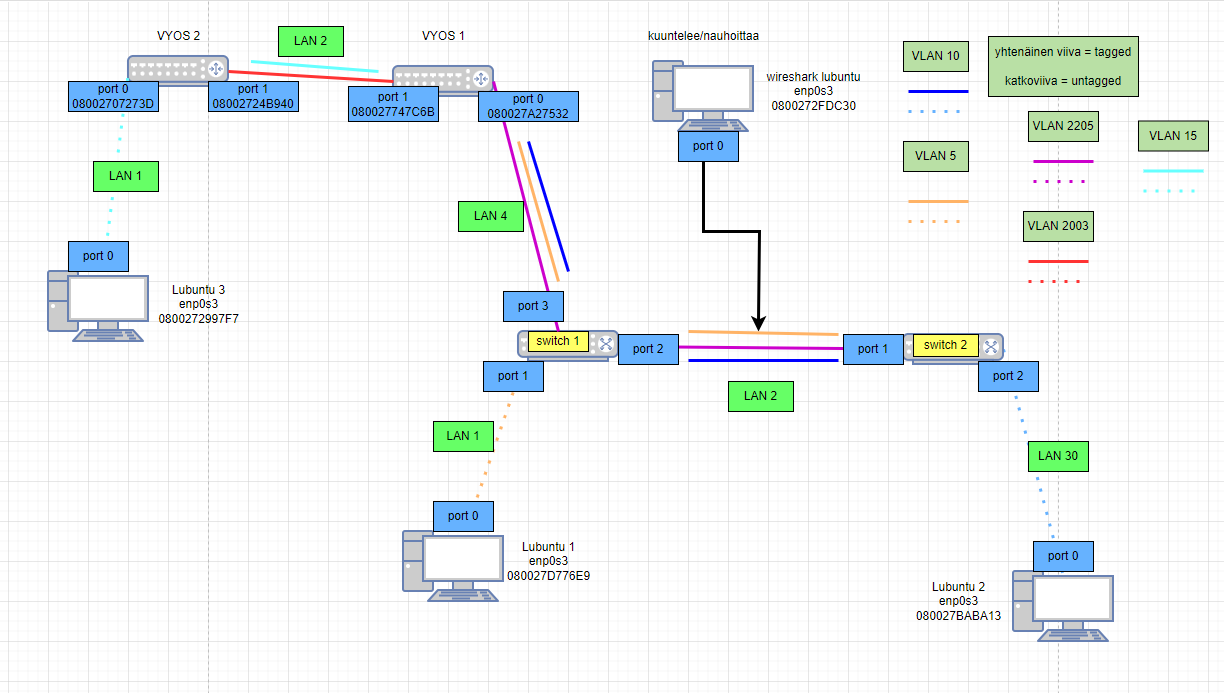 VYOS 2
LAN 2
VYOS 1
kuuntelee/nauhoittaa
VLAN 10
yhtenäinen viiva = tagged
katkoviiva = untagged
port 0
08002707273D
port 1
08002724B940
port 1
080027747C6B
port 0
080027A27532
wireshark lubuntu
enp0s3
0800272FDC30
port 0
VLAN 2205
VLAN 15
VLAN 5
LAN 1
LAN 4
VLAN 2003
port 0
Lubuntu 3
enp0s3
0800272997F7
port 3
switch 1
port 2
port 1
switch 2
port 1
port 2
LAN 2
LAN 1
LAN 30
port 0
Lubuntu 1
enp0s3
080027D776E9
port 0
Lubuntu 2
enp0s3
080027BABA13